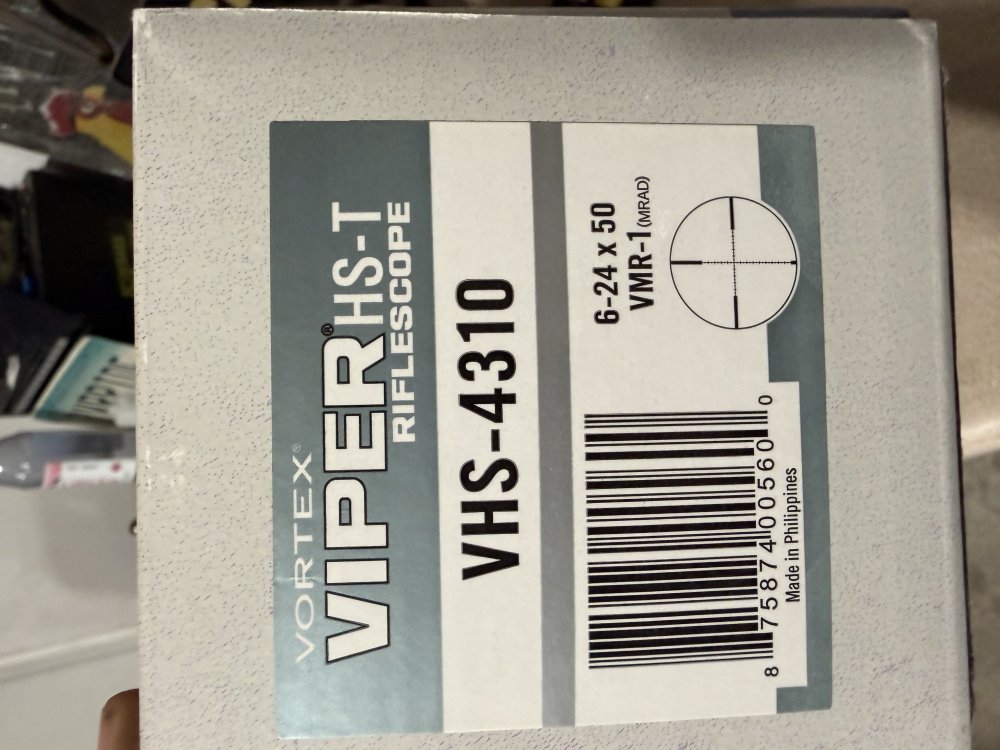 VORTEX®
VIPER® HS-T
RIFLESCOPE
VHS-4310
6-24 x 50
VMR-1 (MRAD)
8 75874 00560 0
Made in Philippines